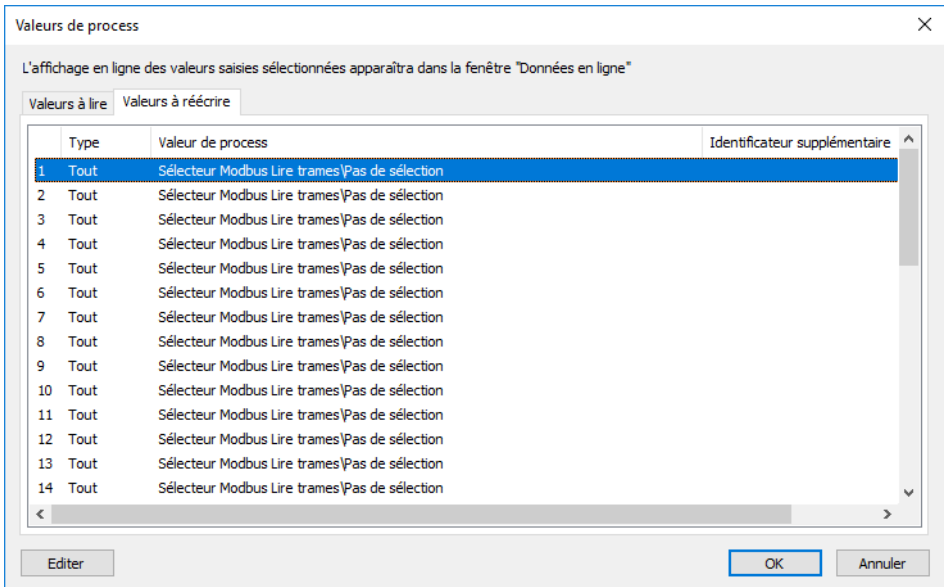 Valeurs de process
L'affichage en ligne des valeurs saisies sélectionnées apparaîtra dans la fenêtre "Données en ligne"
Valeurs à lire Valeurs à réécrire
Type Valeur de process Identificateur supplémentaire
1 Tout Sélecteur Modbus Lire trames\Pas de sélection
2 Tout Sélecteur Modbus Lire trames\Pas de sélection
3 Tout Sélecteur Modbus Lire trames\Pas de sélection
4 Tout Sélecteur Modbus Lire trames\Pas de sélection
5 Tout Sélecteur Modbus Lire trames\Pas de sélection
6 Tout Sélecteur Modbus Lire trames\Pas de sélection
7 Tout Sélecteur Modbus Lire trames\Pas de sélection
8 Tout Sélecteur Modbus Lire trames\Pas de sélection
9 Tout Sélecteur Modbus Lire trames\Pas de sélection
10 Tout Sélecteur Modbus Lire trames\Pas de sélection
11 Tout Sélecteur Modbus Lire trames\Pas de sélection
12 Tout Sélecteur Modbus Lire trames\Pas de sélection
13 Tout Sélecteur Modbus Lire trames\Pas de sélection
14 Tout Sélecteur Modbus Lire trames\Pas de sélection
Editer OK Annuler